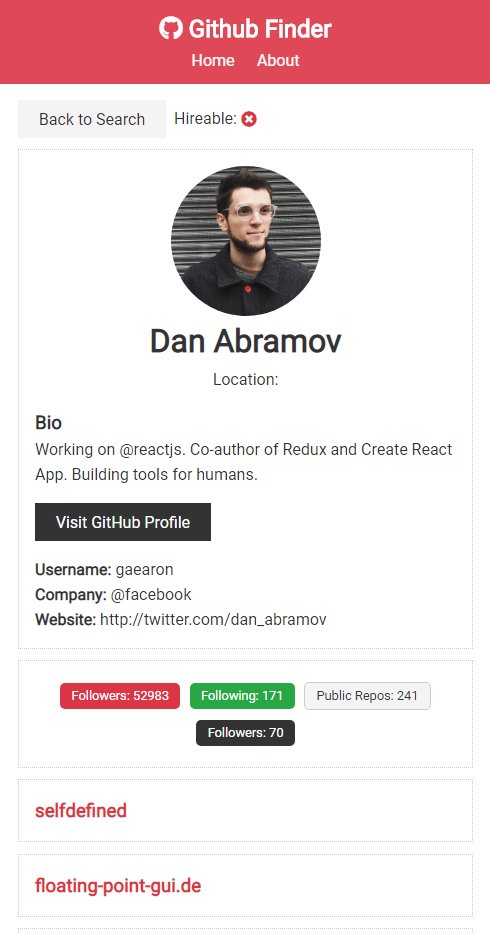 Github Finder
Home About
Back to Search Hireable:
Dan Abramov
Location:
Bio
Working on @reactjs. Co-author of Redux and Create React
App. Building tools for humans.
Visit GitHub Profile
Username: gaearon
Company: @facebook
Website: http://twitter.com/dan_abramov
Followers: 52983 Following: 171 Public Repos: 241
Followers: 70
selfdefined
floating-point-gui.de